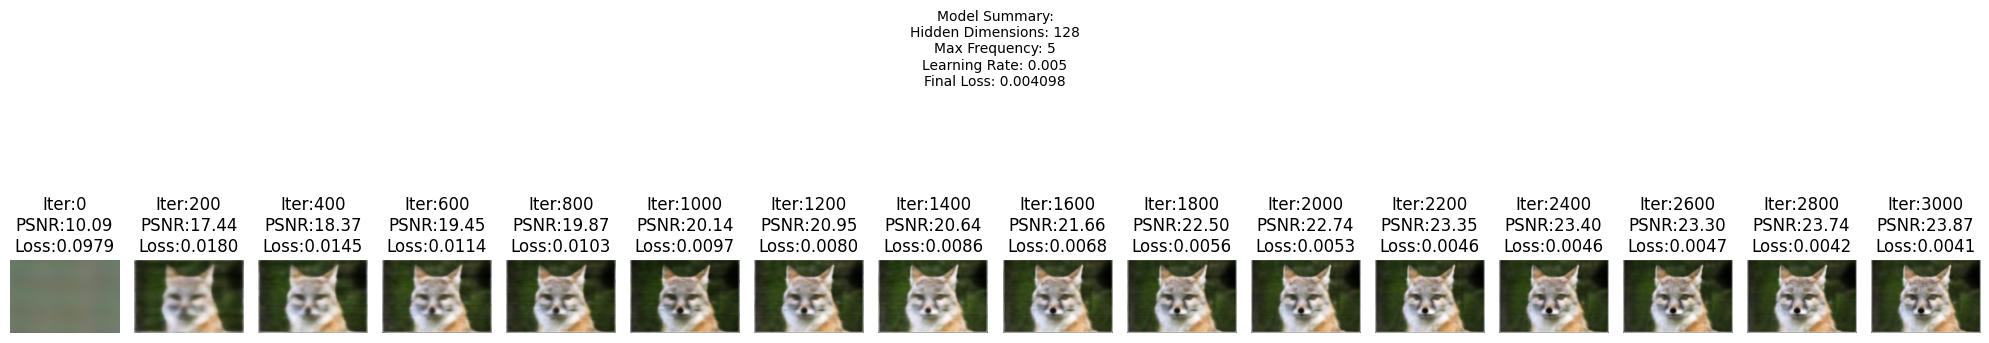 Model Summary:
Hidden Dimensions: 128
Max Frequency: 5
Learning Rate: 0.005
Final Loss: 0.004098
Iter:0
PSNR:10.09
Loss:0.0979
Iter:200
PSNR:17.44
Loss:0.0180
Iter:400
PSNR:18.37
Loss:0.0145
Iter:600
PSNR:19.45
Loss:0.0114
Iter:800
PSNR:19.87
Loss:0.0103
Iter:1000
PSNR:20.14
Loss:0.0097
Iter:1200
PSNR:20.95
Loss:0.0080
Iter:1400
PSNR:20.64
Loss:0.0086
Iter:1600
PSNR:21.66
Loss:0.0068
Iter:1800
PSNR:22.50
Loss:0.0056
Iter:2000
PSNR:22.74
Loss:0.0053
Iter:2200
PSNR:23.35
Loss:0.0046
Iter:2400
PSNR:23.40
Loss:0.0046
Iter:2600
PSNR:23.30
Loss:0.0047
Iter:2800
PSNR:23.74
Loss:0.0042
Iter:3000
PSNR:23.87
Loss:0.0041